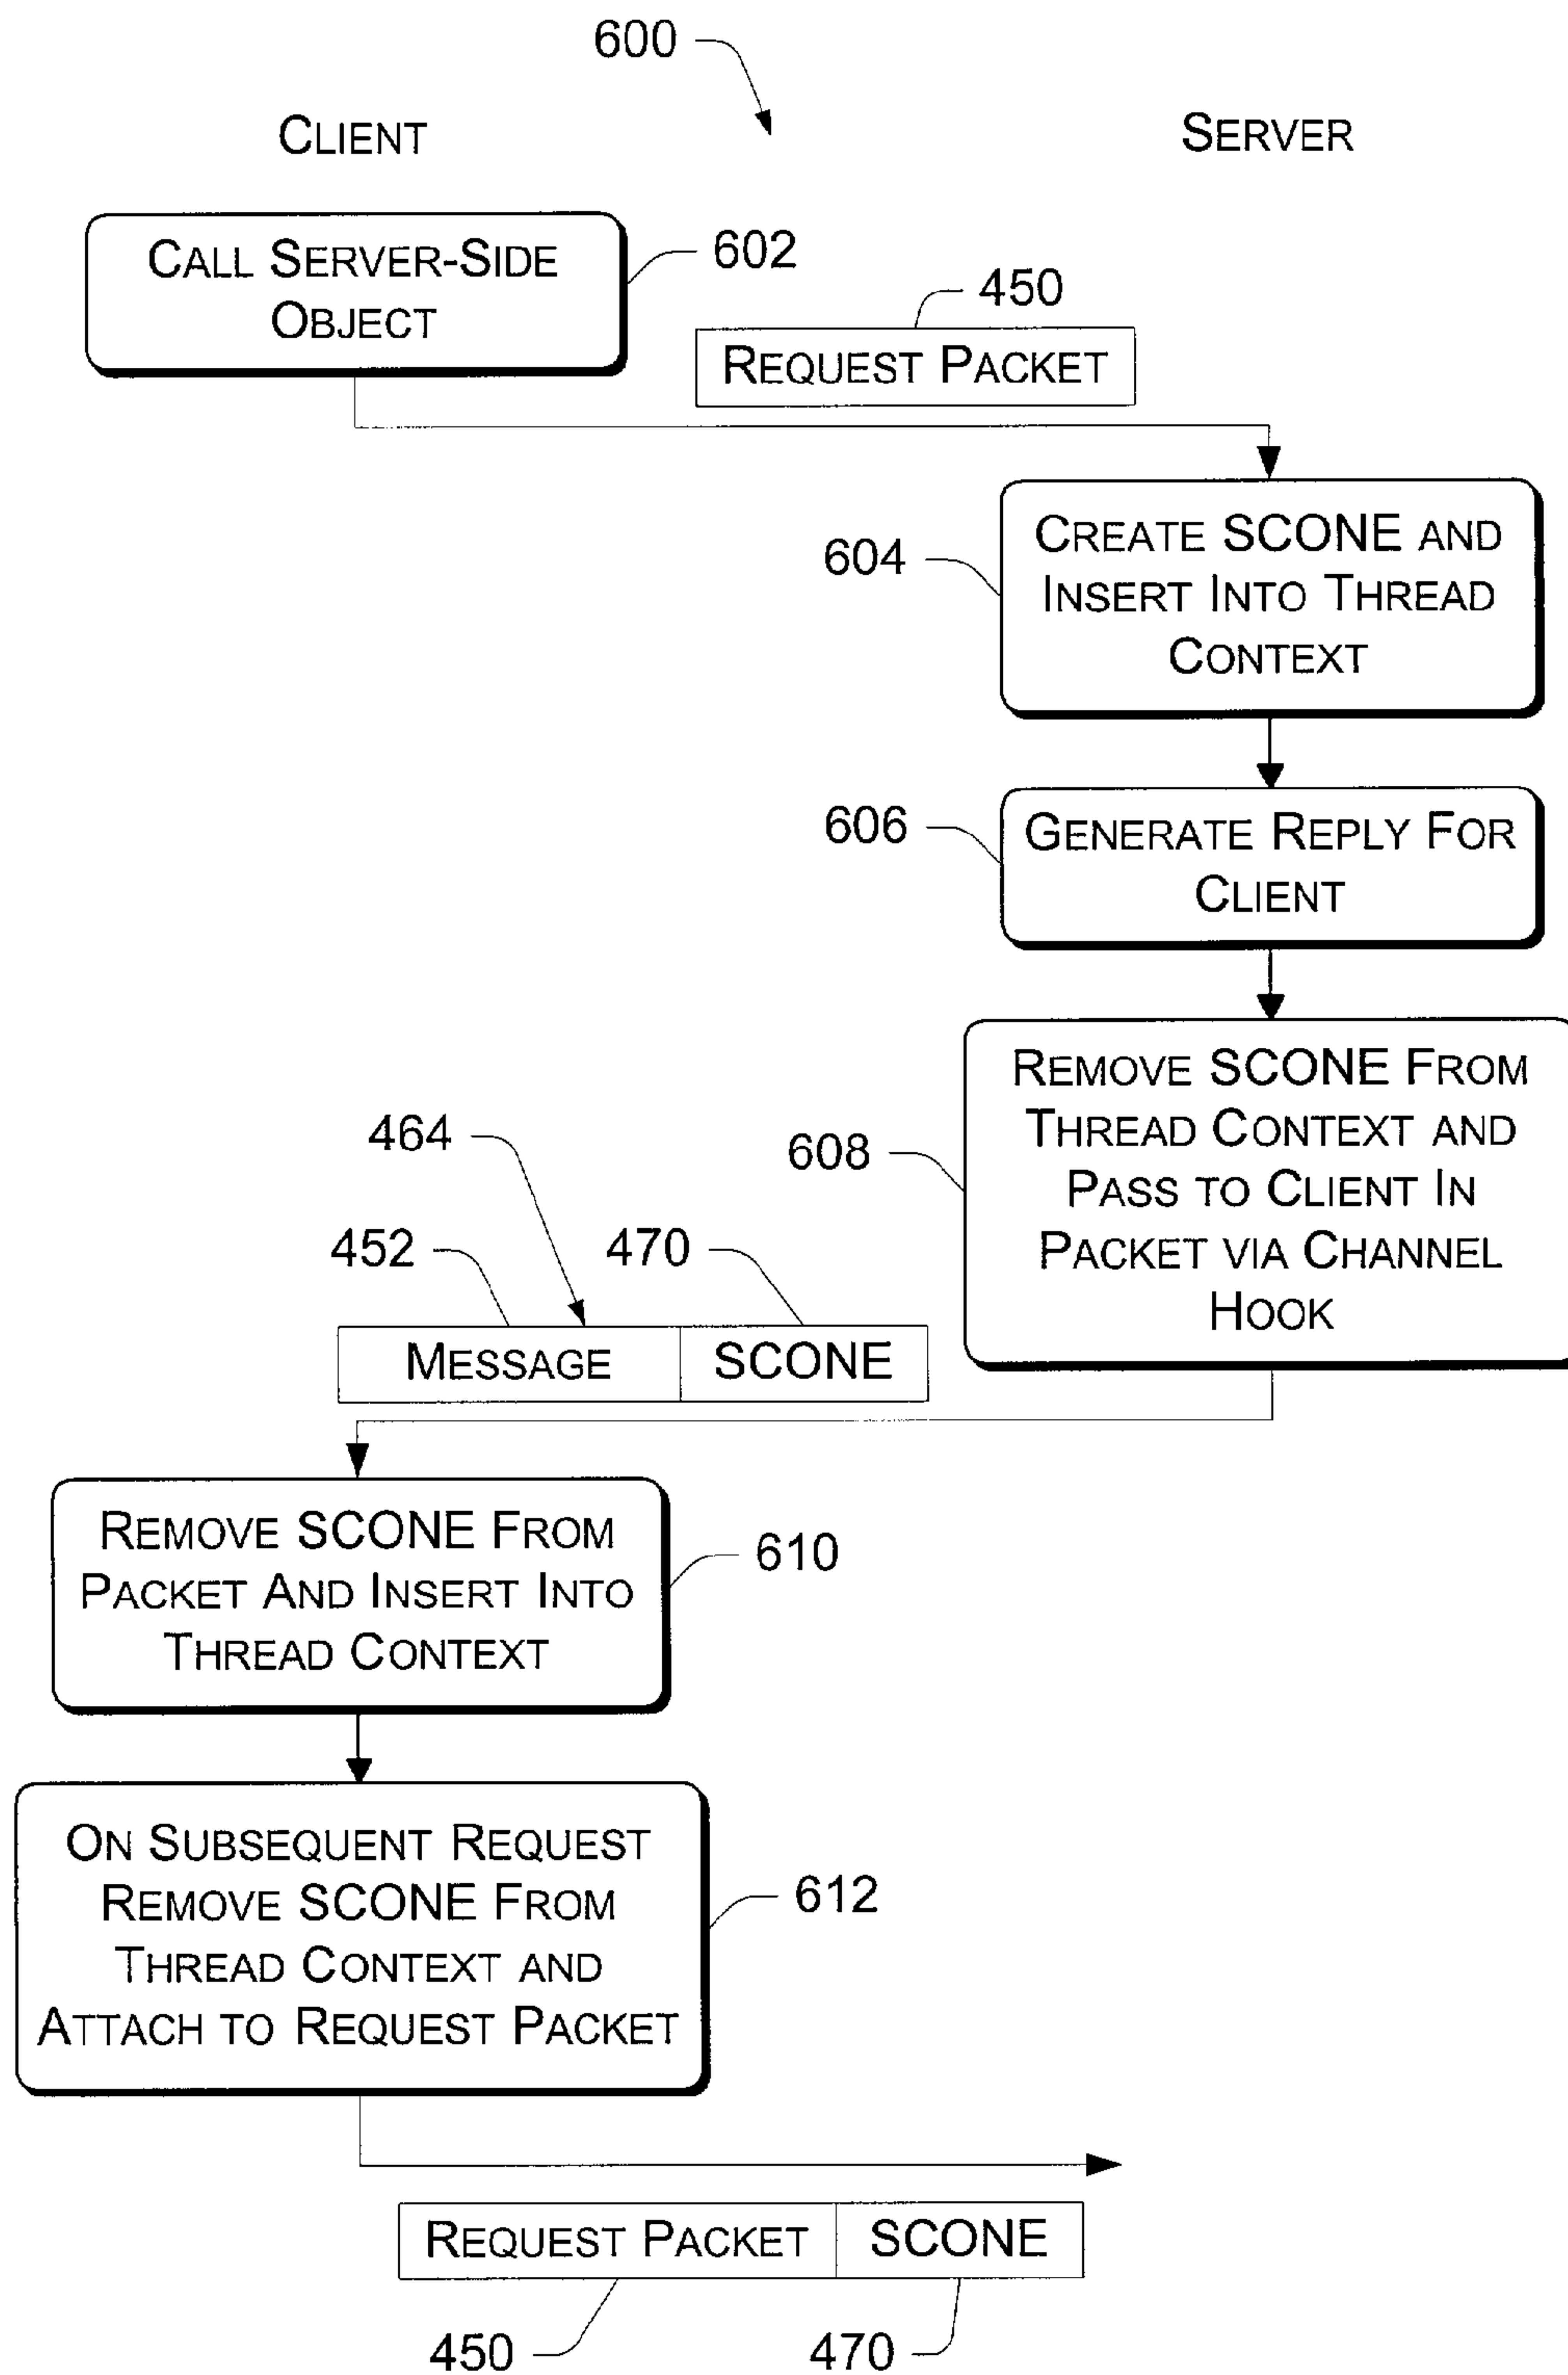 600
CLIENT
SERVER
CALL SERVER-SIDE
OBJECT
602
450
REQUEST PACKET
604
CREATE SCONE AND
INSERT INTO THREAD
CONTEXT
606
GENERATE REPLY FOR
CLIENT
608
REMOVE SCONE FROM
THREAD CONTEXT AND
PASS TO CLIENT IN
PACKET VIA CHANNEL
HOOK
464
452
470
MESSAGE
SCONE
REMOVE SCONE FROM
PACKET AND INSERT INTO
THREAD CONTEXT
610
ON SUBSEQUENT REQUEST
REMOVE SCONE FROM
THREAD CONTEXT AND
ATTACH TO REQUEST PACKET
612
REQUEST PACKET
SCONE
450
470